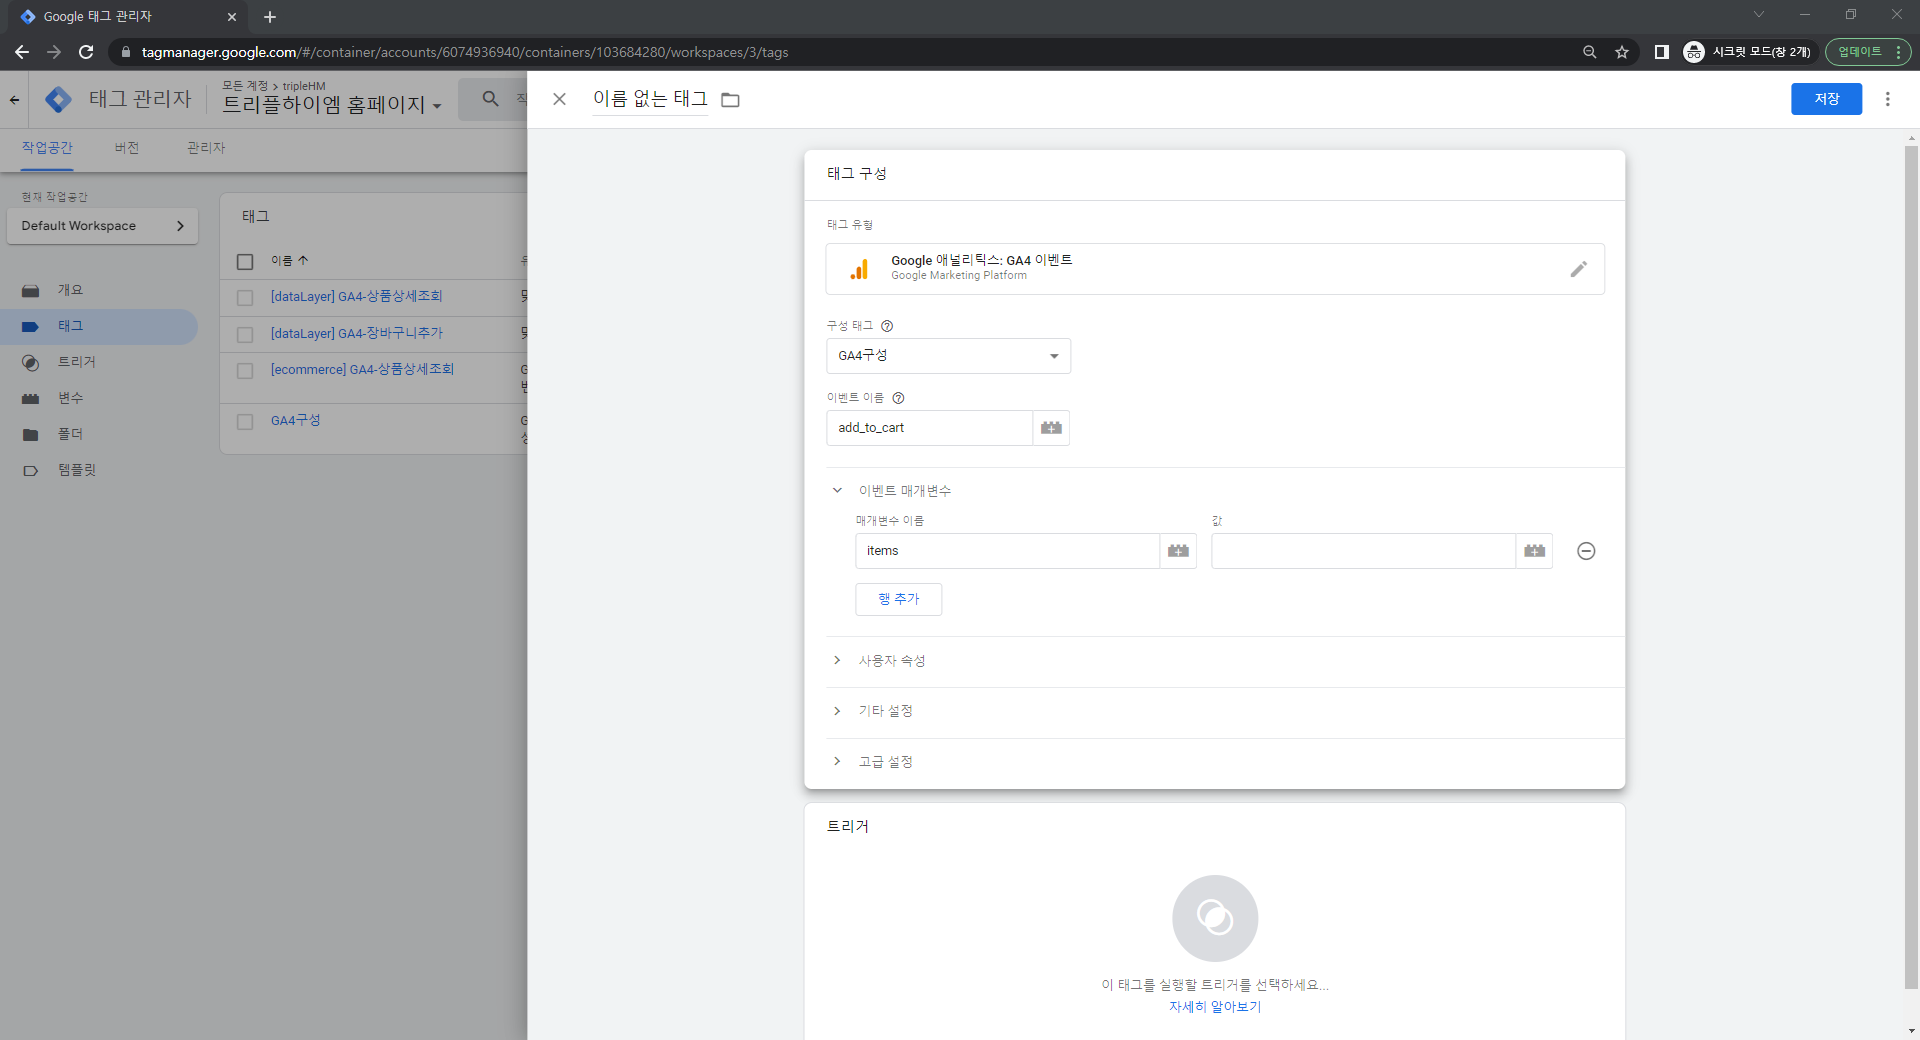 Google 태그 관리자
tagmanager.google.com/#/container/accounts/6074936940/containers/103684280/workspaces/3/tags
시크릿 모드(창 2개)
업데이트
태그 관리자
모든 계정 > tripleHM
트리플하이엠 홈페이지
이름 없는 태그
저장
작업공간
버전
관리자
현재 작업공간
Default Workspace
개요
태그
트리거
변수
폴더
템플릿
태그
이름
[dataLayer] GA4-상품상세조회
[dataLayer] GA4-장바구니추가
[ecommerce] GA4-상품상세조회
GA4구성
태그 구성
태그 유형
Google 애널리틱스: GA4 이벤트
Google Marketing Platform
구성 태그
GA4구성
이벤트 이름
add_to_cart
이벤트 매개변수
매개변수 이름
값
items
행 추가
사용자 속성
기타 설정
고급 설정
트리거
이 태그를 실행할 트리거를 선택하세요...
자세히 알아보기